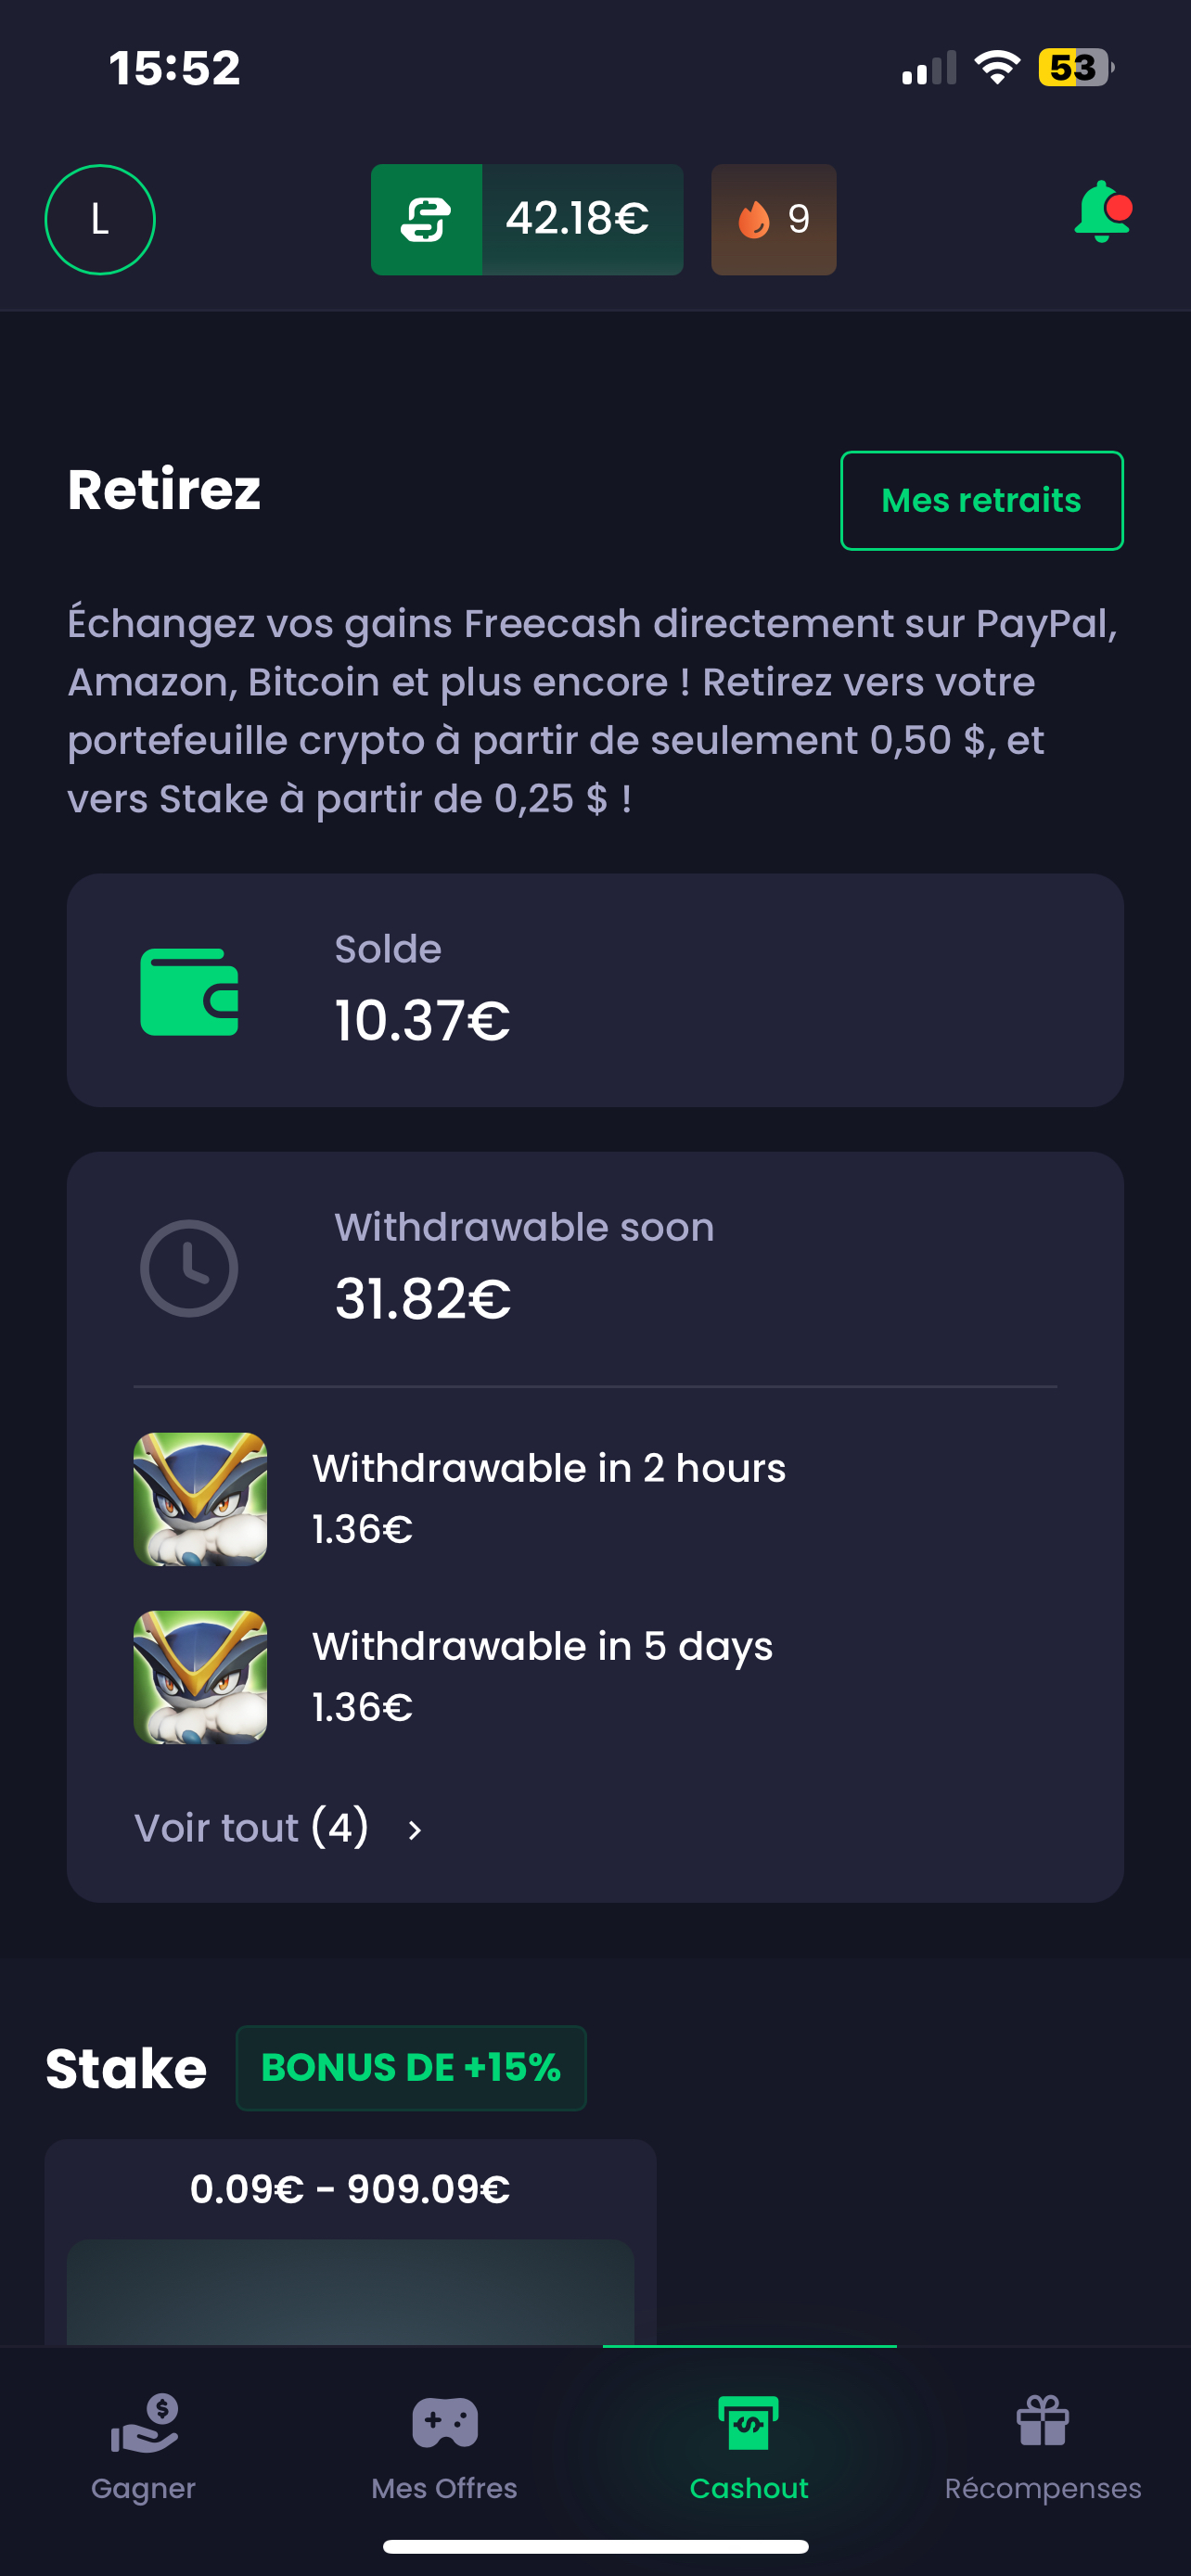 15:52
53
L
42.18€
9
Retirez
Mes retraits
Échangez vos gains Freecash directement sur PayPal,
Amazon, Bitcoin et plus encore ! Retirez vers votre
portefeuille crypto à partir de seulement 0,50 $, et
vers Stake à partir de 0,25 $ !
Solde
10.37€
Withdrawable soon
31.82€
Withdrawable in 2 hours
1.36€
Withdrawable in 5 days
1.36€
Voir tout (4)
Stake
BONUS DE +15%
0.09€ - 909.09€
Gagner
Mes Offres
Cashout
Récompenses